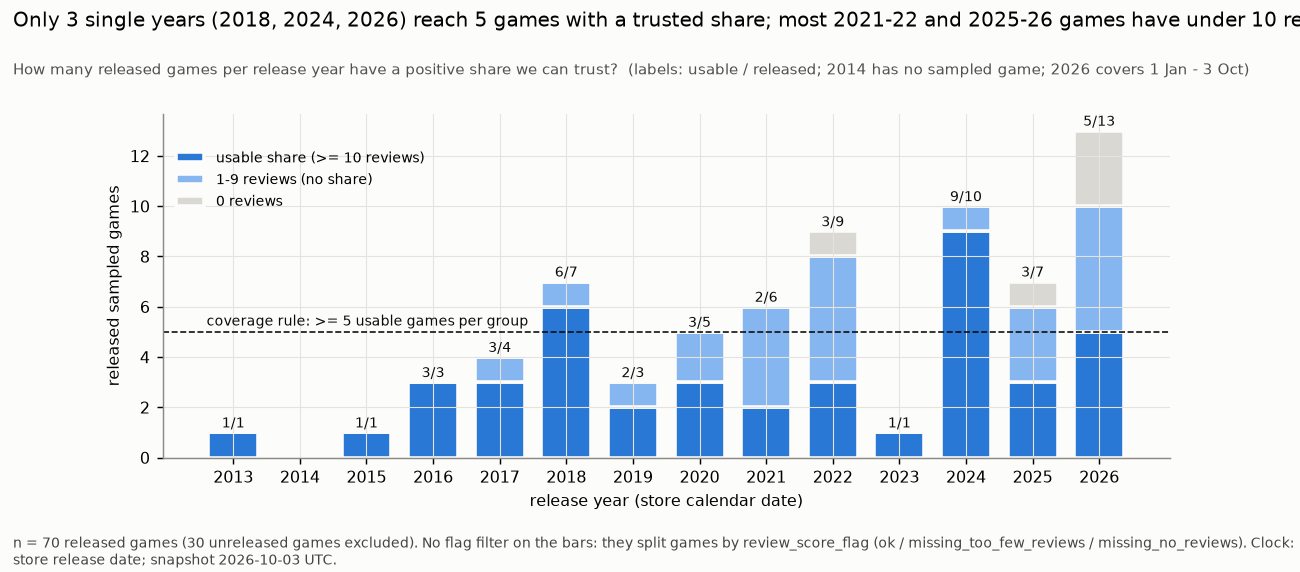 Only 3 single years (2018, 2024, 2026) reach 5 games with a trusted share; most 2021-22 and 2025-26 games have under 10 re
How many released games per release year have a positive share we can trust?  (labels: usable / released; 2014 has no sampled game; 2026 covers 1 Jan - 3 Oct)
usable share (>= 10 reviews)
1-9 reviews (no share)
0 reviews
coverage rule: >= 5 usable games per group
released sampled games
12
10
8
6
4
2
0
1/1
1/1
3/3
3/4
6/7
2/3
3/5
2/6
3/9
1/1
9/10
3/7
5/13
2013 2014 2015 2016 2017 2018 2019 2020 2021 2022 2023 2024 2025 2026
release year (store calendar date)
n = 70 released games (30 unreleased games excluded). No flag filter on the bars: they split games by review_score_flag (ok / missing_too_few_reviews / missing_no_reviews). Clock:
store release date; snapshot 2026-10-03 UTC.